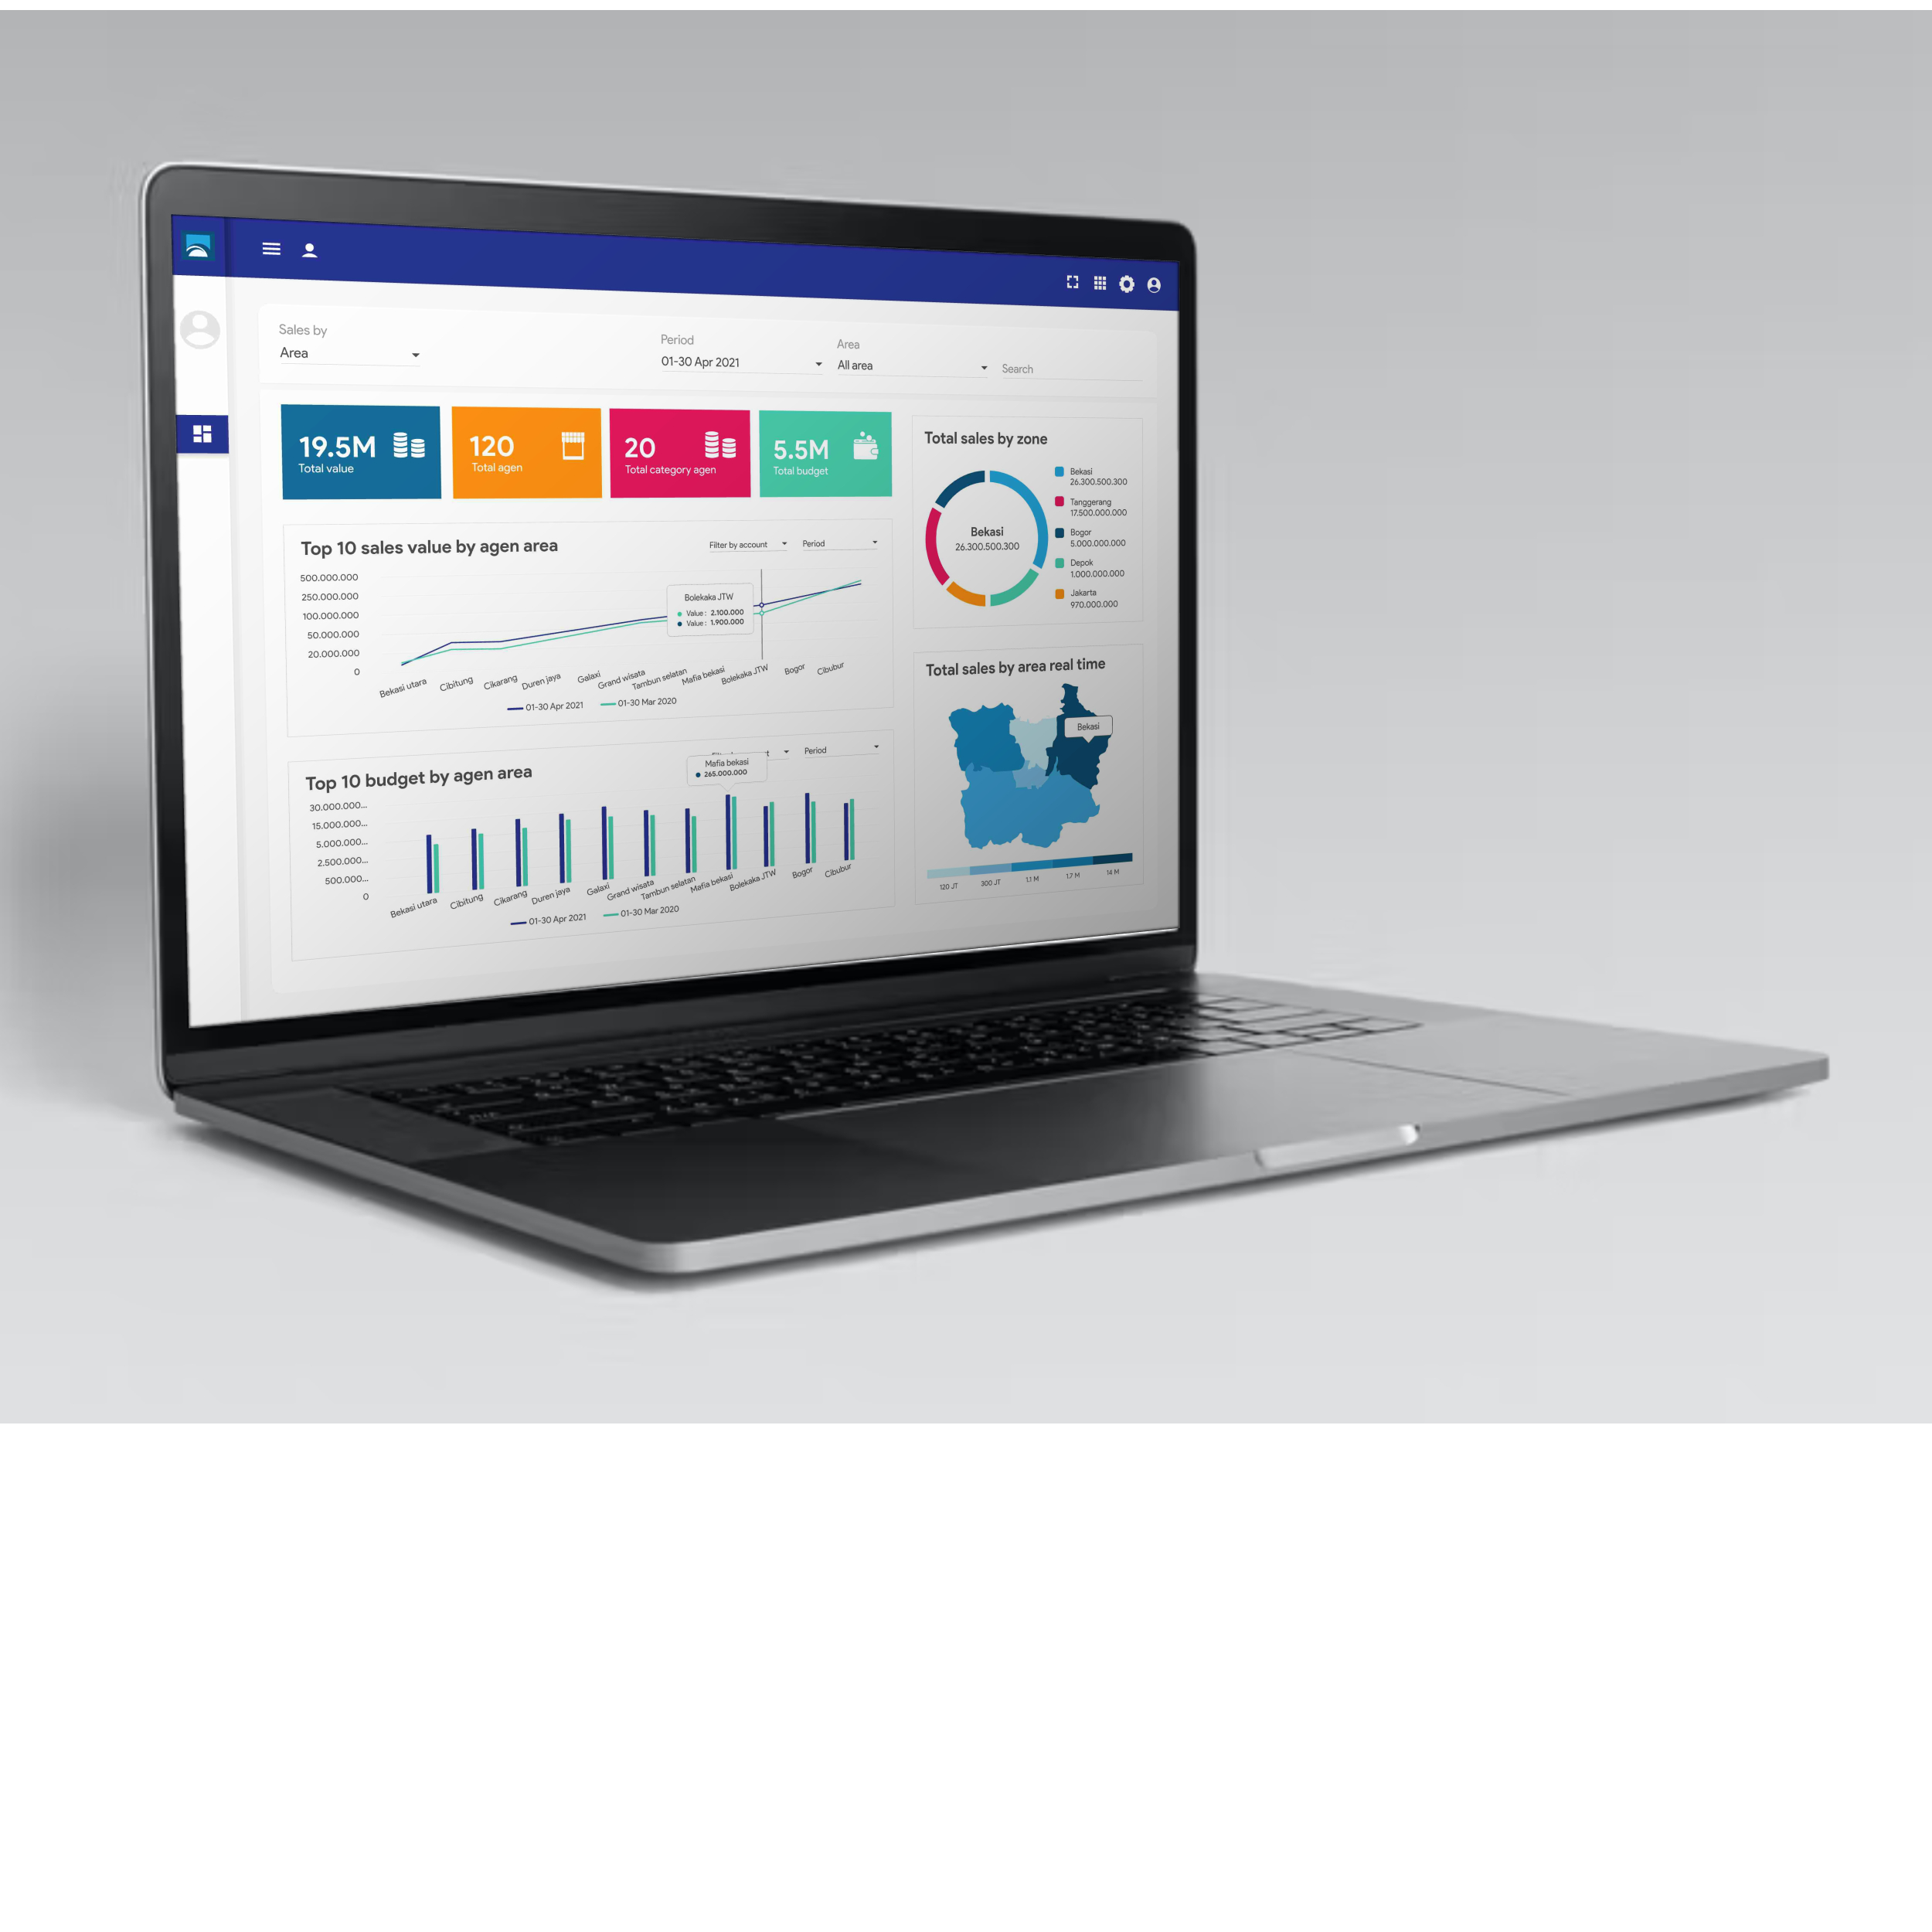 Sales by
Area
Period
01-30 Apr 2021
Area
All area
Search
19.5M
Total value
120
Total agen
20
Total category agen
5.5M
Total budget
Total sales by zone
Bekasi
26.300.500.300
Bekasi
26.300.500.300
Tanggerang
17.500.000.000
Bogor
5.000.000.000
Depok
1.000.000.000
Jakarta
970.000.000
Top 10 sales value by agen area
Filter by account
Period
500.000.000
250.000.000
100.000.000
50.000.000
20.000.000
0
Bolekaka JTW
Value : 2.100.000
Value : 1.900.000
Bekasi utara
Cibitung
Cikarang
Duren jaya
Galaxi
Grand wisata
Tambun selatan
Mafia bekasi
Bolekaka JTW
Bogor
Cibubur
01-30 Apr 2021
01-30 Mar 2020
Total sales by area real time
Bekasi
120 JT
300 JT
1.1 M
1.7 M
14 M
Top 10 budget by agen area
Period
Mafia bekasi
265.000.000
30.000.000...
15.000.000...
5.000.000...
2.500.000...
500.000...
0
Bekasi utara
Cibitung
Cikarang
Duren jaya
Galaxi
Grand wisata
Tambun selatan
Mafia bekasi
Bolekaka JTW
Bogor
Cibubur
01-30 Apr 2021
01-30 Mar 2020